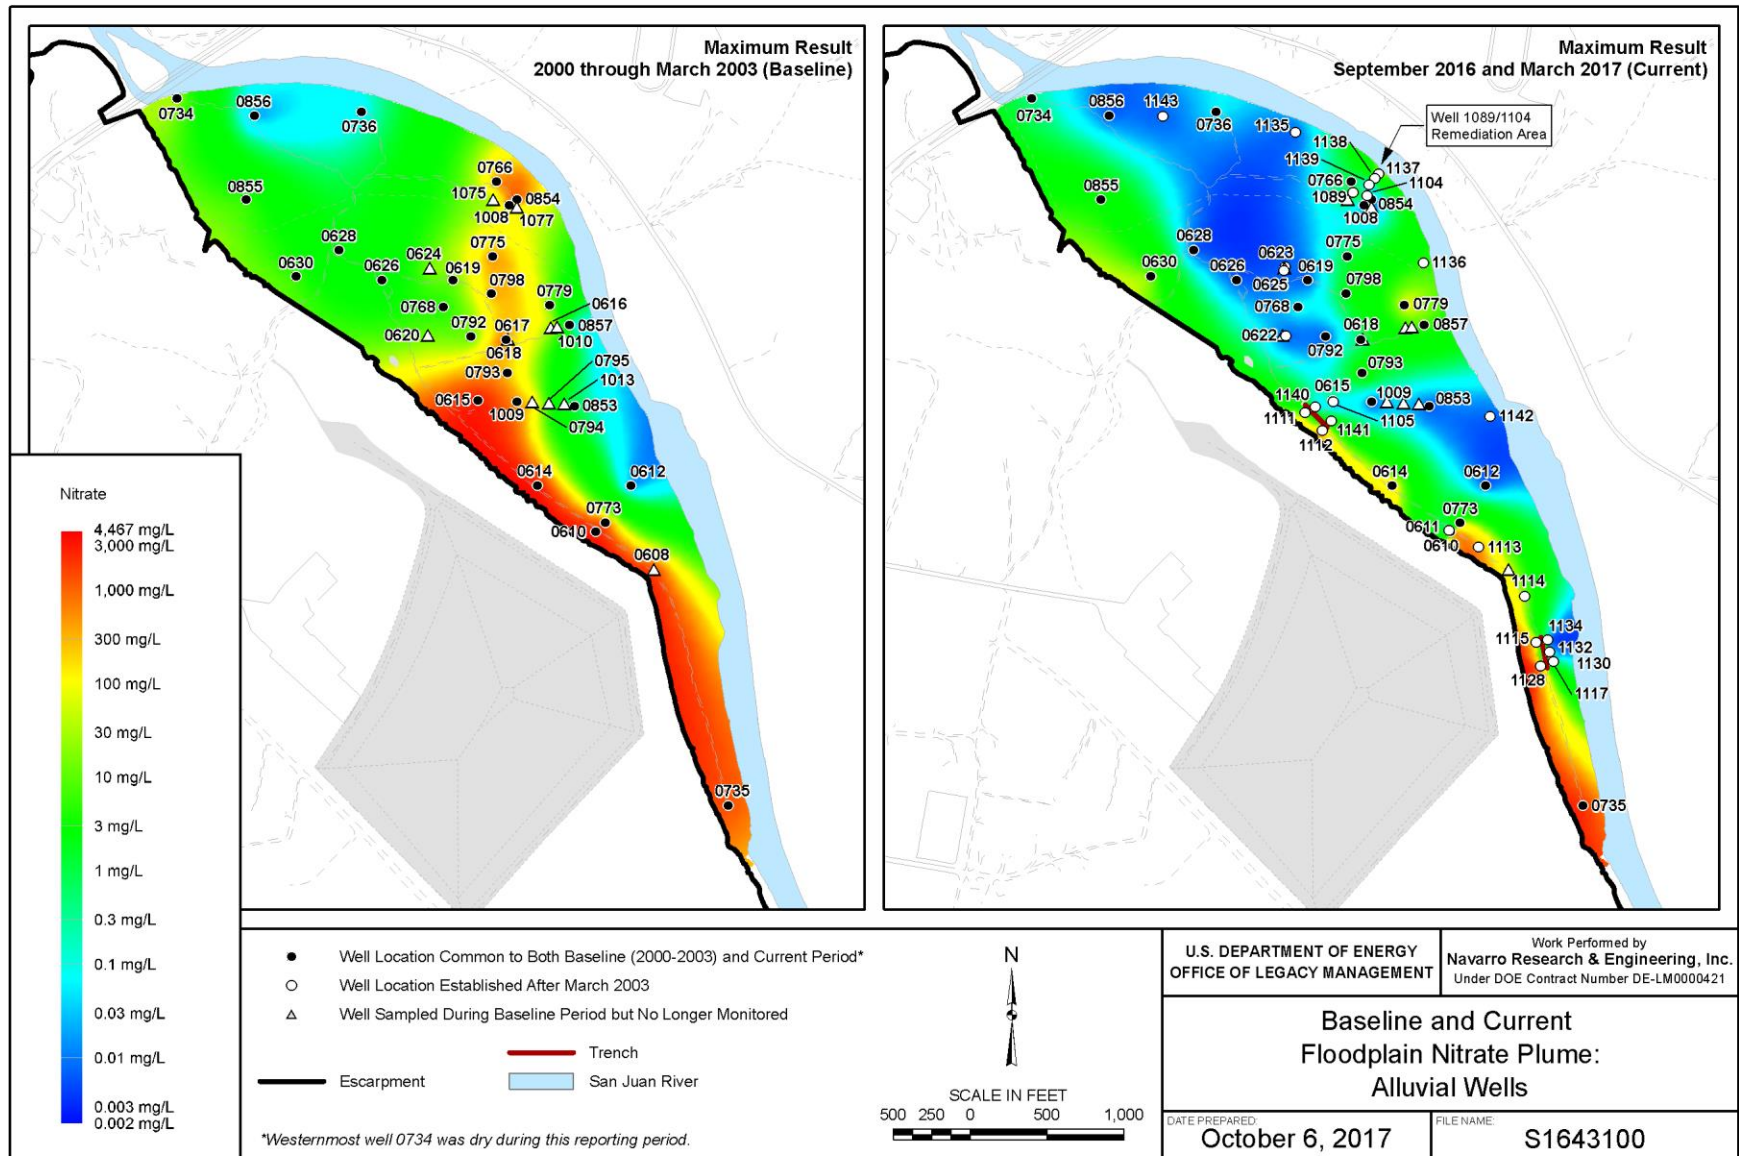 Maximum Result
2000 through March 2003 (Baseline)
0734
0856
0736
0855
0766
1075
0854
1008
1077
0628
0624
0775
0630
0626
0619
0798
0768
0779
0616
0620
0792
0617
0857
0618
1010
0795
0793
1013
0615
1009
0853
0794
0614
0612
0773
0610
0608
0735
Maximum Result
September 2016 and March 2017 (Current)
Well 1089/1104
Remediation Area
0734
0856
1143
0736
1135
1138
1139
1137
0766
1104
1089
0854
1008
0855
0628
0623
0775
1136
0630
0626
0619
0625
0798
0768
0779
0618
0857
0622
0792
0793
0615
1140
1009
0853
1142
1111
1105
1141
1112
0614
0612
0773
0611
0610
1113
1114
1134
1115
1132
1130
1128
1117
0735
Nitrate
4,467 mg/L
3,000 mg/L
1,000 mg/L
300 mg/L
100 mg/L
30 mg/L
10 mg/L
3 mg/L
1 mg/L
0.3 mg/L
0.1 mg/L
0.03 mg/L
0.01 mg/L
0.003 mg/L
0.002 mg/L
Well Location Common to Both Baseline (2000-2003) and Current Period*
Well Location Established After March 2003
Well Sampled During Baseline Period but No Longer Monitored
Trench
Escarpment
San Juan River
*Westernmost well 0734 was dry during this reporting period.
N
SCALE IN FEET
500 250 0 500 1,000
U.S. DEPARTMENT OF ENERGY
OFFICE OF LEGACY MANAGEMENT
Work Performed by
Navarro Research & Engineering, Inc.
Under DOE Contract Number DE-LM0000421
Baseline and Current
Floodplain Nitrate Plume:
Alluvial Wells
DATE PREPARED:
October 6, 2017
FILE NAME:
S1643100